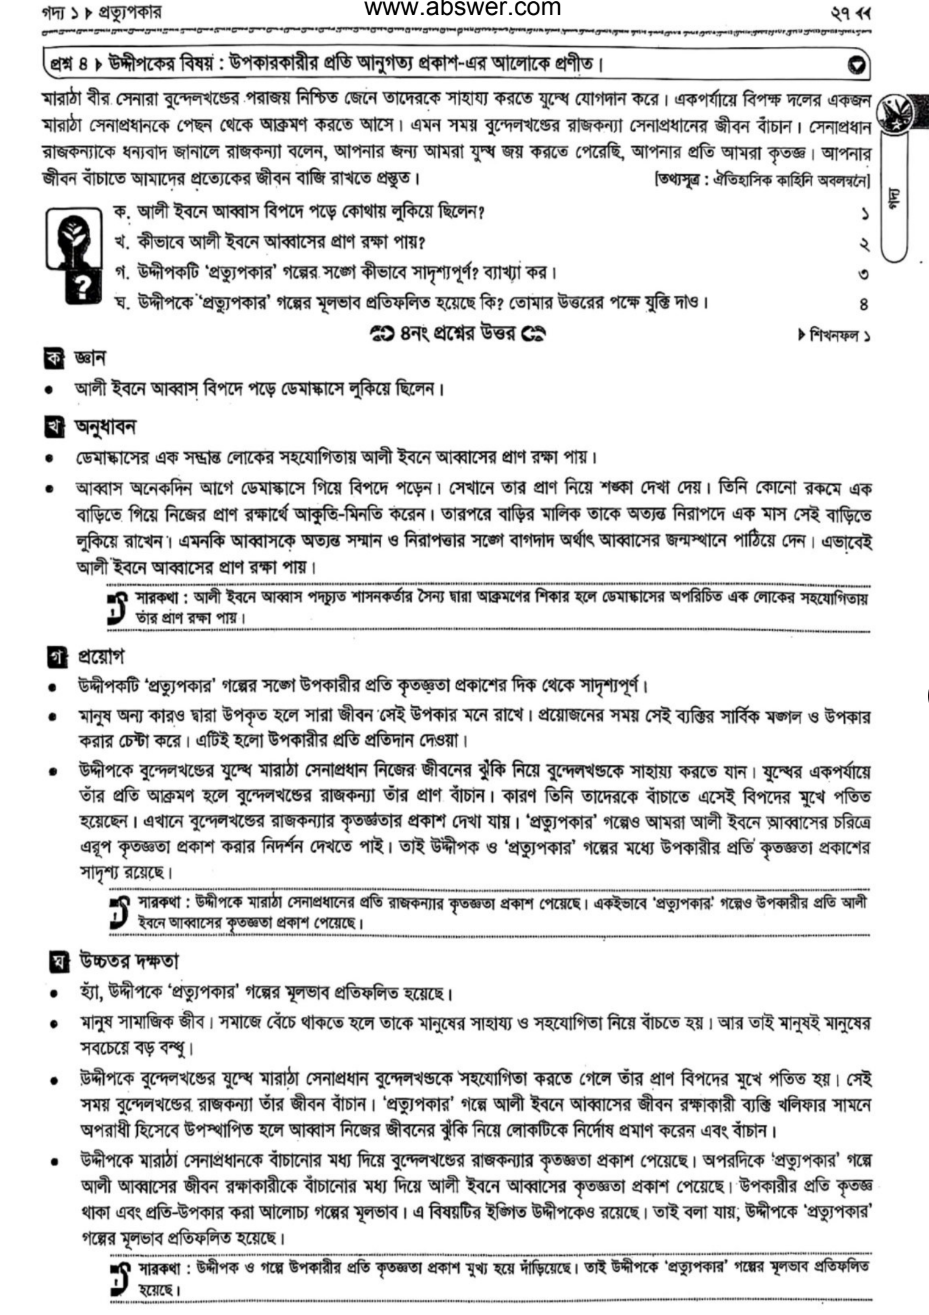 www.abswer.com
গদ্য ১ ▶ প্রত্যুপকার ২৭ ◀◀
প্রশ্ন ৪ ▶ উদ্দীপকের বিষয় : উপকারকারীর প্রতি আনুগত্য প্রকাশ-এর আলোকে প্রণীত।
মারাঠা বীর সেনারা বুন্দেলখণ্ডের পরাজয় নিশ্চিত জেনে তাদেরকে সাহায্য করতে যুদ্ধে যোগদান করে। একপর্যায়ে বিপক্ষ দলের একজন
মারাঠা সেনাপ্রধানকে পেছন থেকে আক্রমণ করতে আসে। এমন সময় বুন্দেলখণ্ডের রাজকন্যা সেনাপ্রধানের জীবন বাঁচান। সেনাপ্রধান
রাজকন্যাকে ধন্যবাদ জানালে রাজকন্যা বলেন, আপনার জন্য আমরা যুদ্ধ জয় করতে পেরেছি, আপনার প্রতি আমরা কৃতজ্ঞ। আপনার
জীবন বাঁচাতে আমাদের প্রত্যেকের জীবন বাজি রাখতে প্রস্তুত। [তথ্যসূত্র : ঐতিহাসিক কাহিনি অবলম্বনে]
গদ্য
ক. আলী ইবনে আব্বাস বিপদে পড়ে কোথায় লুকিয়ে ছিলেন? ১
খ. কীভাবে আলী ইবনে আব্বাসের প্রাণ রক্ষা পায়? ২
গ. উদ্দীপকটি ‘প্রত্যুপকার’ গল্পের সঙ্গে কীভাবে সাদৃশ্যপূর্ণ? ব্যাখ্যা কর। ৩
ঘ. উদ্দীপকে ‘প্রত্যুপকার’ গল্পের মূলভাব প্রতিফলিত হয়েছে কি? তোমার উত্তরের পক্ষে যুক্তি দাও। ৪
৪নং প্রশ্নের উত্তর ▶ শিখনফল ১
ক জ্ঞান
• আলী ইবনে আব্বাস বিপদে পড়ে ডেমাস্কাসে লুকিয়ে ছিলেন।
খ অনুধাবন
• ডেমাস্কাসের এক সম্ভ্রান্ত লোকের সহযোগিতায় আলী ইবনে আব্বাসের প্রাণ রক্ষা পায়।
• আব্বাস অনেকদিন আগে ডেমাস্কাসে গিয়ে বিপদে পড়েন। সেখানে তার প্রাণ নিয়ে শঙ্কা দেখা দেয়। তিনি কোনো রকমে এক
বাড়িতে গিয়ে নিজের প্রাণ রক্ষার্থে আকুতি-মিনতি করেন। তারপরে বাড়ির মালিক তাকে অত্যন্ত নিরাপদে এক মাস সেই বাড়িতে
লুকিয়ে রাখেন। এমনকি আব্বাসকে অত্যন্ত সম্মান ও নিরাপত্তার সঙ্গে বাগদাদ অর্থাৎ আব্বাসের জন্মস্থানে পাঠিয়ে দেন। এভাবেই
আলী ইবনে আব্বাসের প্রাণ রক্ষা পায়।
সারকথা : আলী ইবনে আব্বাস পদচ্যুত শাসনকর্তার সৈন্য দ্বারা আক্রমণের শিকার হলে ডেমাস্কাসের অপরিচিত এক লোকের সহযোগিতায়
তাঁর প্রাণ রক্ষা পায়।
গ প্রয়োগ
• উদ্দীপকটি ‘প্রত্যুপকার’ গল্পের সঙ্গে উপকারীর প্রতি কৃতজ্ঞতা প্রকাশের দিক থেকে সাদৃশ্যপূর্ণ।
• মানুষ অন্য কারও দ্বারা উপকৃত হলে সারা জীবন সেই উপকার মনে রাখে। প্রয়োজনের সময় সেই ব্যক্তির সার্বিক মঙ্গল ও উপকার
করার চেষ্টা করে। এটিই হলো উপকারীর প্রতি প্রতিদান দেওয়া।
• উদ্দীপকে বুন্দেলখণ্ডের যুদ্ধে মারাঠা সেনাপ্রধান নিজের জীবনের ঝুঁকি নিয়ে বুন্দেলখণ্ডকে সাহায্য করতে যান। যুদ্ধের একপর্যায়ে
তাঁর প্রতি আক্রমণ হলে বুন্দেলখণ্ডের রাজকন্যা তাঁর প্রাণ বাঁচান। কারণ তিনি তাদেরকে বাঁচাতে এসেই বিপদের মুখে পতিত
হয়েছেন। এখানে বুন্দেলখণ্ডের রাজকন্যার কৃতজ্ঞতার প্রকাশ দেখা যায়। ‘প্রত্যুপকার’ গল্পেও আমরা আলী ইবনে আব্বাসের চরিত্রে
এরূপ কৃতজ্ঞতা প্রকাশ করার নিদর্শন দেখতে পাই। তাই উদ্দীপক ও ‘প্রত্যুপকার’ গল্পের মধ্যে উপকারীর প্রতি কৃতজ্ঞতা প্রকাশের
সাদৃশ্য রয়েছে।
সারকথা : উদ্দীপকে মারাঠা সেনাপ্রধানের প্রতি রাজকন্যার কৃতজ্ঞতা প্রকাশ পেয়েছে। একইভাবে ‘প্রত্যুপকার’ গল্পেও উপকারীর প্রতি আলী
ইবনে আব্বাসের কৃতজ্ঞতা প্রকাশ পেয়েছে।
ঘ উচ্চতর দক্ষতা
• হ্যাঁ, উদ্দীপকে ‘প্রত্যুপকার’ গল্পের মূলভাব প্রতিফলিত হয়েছে।
• মানুষ সামাজিক জীব। সমাজে বেঁচে থাকতে হলে তাকে মানুষের সাহায্য ও সহযোগিতা নিয়ে বাঁচতে হয়। আর তাই মানুষই মানুষের
সবচেয়ে বড় বন্ধু।
• উদ্দীপকে বুন্দেলখণ্ডের যুদ্ধে মারাঠা সেনাপ্রধান বুন্দেলখণ্ডকে সহযোগিতা করতে গেলে তাঁর প্রাণ বিপদের মুখে পতিত হয়। সেই
সময় বুন্দেলখণ্ডের রাজকন্যা তাঁর জীবন বাঁচান। ‘প্রত্যুপকার’ গল্পে আলী ইবনে আব্বাসের জীবন রক্ষাকারী ব্যক্তি খলিফার সামনে
অপরাধী হিসেবে উপস্থাপিত হলে আব্বাস নিজের জীবনের ঝুঁকি নিয়ে লোকটিকে নির্দোষ প্রমাণ করেন এবং বাঁচান।
• উদ্দীপকে মারাঠা সেনাপ্রধানকে বাঁচানোর মধ্য দিয়ে বুন্দেলখণ্ডের রাজকন্যার কৃতজ্ঞতা প্রকাশ পেয়েছে। অপরদিকে ‘প্রত্যুপকার’ গল্পে
আলী আব্বাসের জীবন রক্ষাকারীকে বাঁচানোর মধ্য দিয়ে আলী ইবনে আব্বাসের কৃতজ্ঞতা প্রকাশ পেয়েছে। উপকারীর প্রতি কৃতজ্ঞ
থাকা এবং প্রতি-উপকার করা আলোচ্য গল্পের মূলভাব। এ বিষয়টির ইঙ্গিত উদ্দীপকেও রয়েছে। তাই বলা যায়, উদ্দীপকে ‘প্রত্যুপকার’
গল্পের মূলভাব প্রতিফলিত হয়েছে।
সারকথা : উদ্দীপক ও গল্পে উপকারীর প্রতি কৃতজ্ঞতা প্রকাশ মুখ্য হয়ে দাঁড়িয়েছে। তাই উদ্দীপকে ‘প্রত্যুপকার’ গল্পের মূলভাব প্রতিফলিত
হয়েছে।